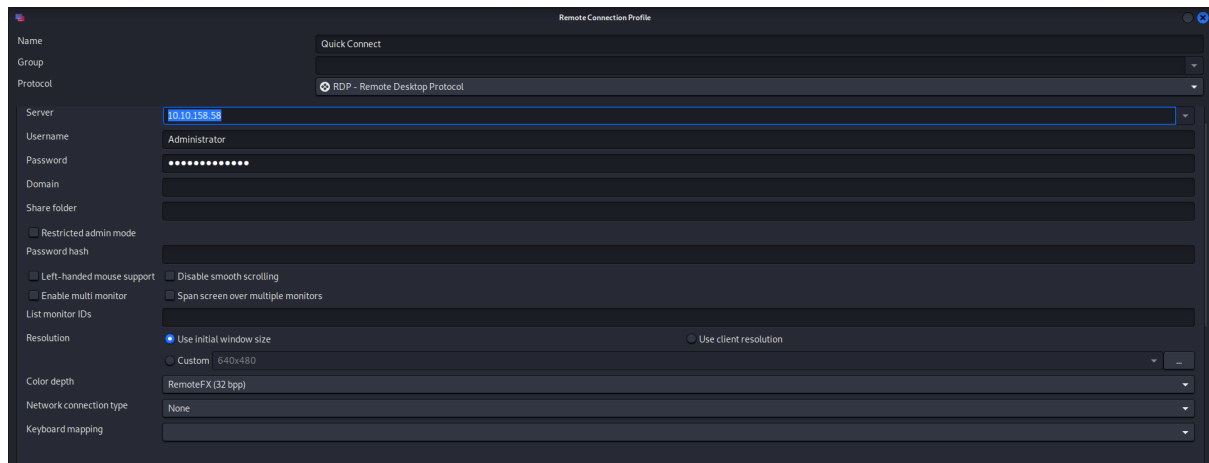 Remote Connection Profile
Name Quick Connect
Group
Protocol RDP - Remote Desktop Protocol
Server 10.10.158.58
Username Administrator
Password •••••••••••••
Domain
Share folder
Restricted admin mode
Password hash
Left-handed mouse support Disable smooth scrolling
Enable multi monitor Span screen over multiple monitors
List monitor IDs
Resolution Use initial window size Use client resolution
Custom 640x480 ...
Color depth RemoteFX (32 bpp)
Network connection type None
Keyboard mapping